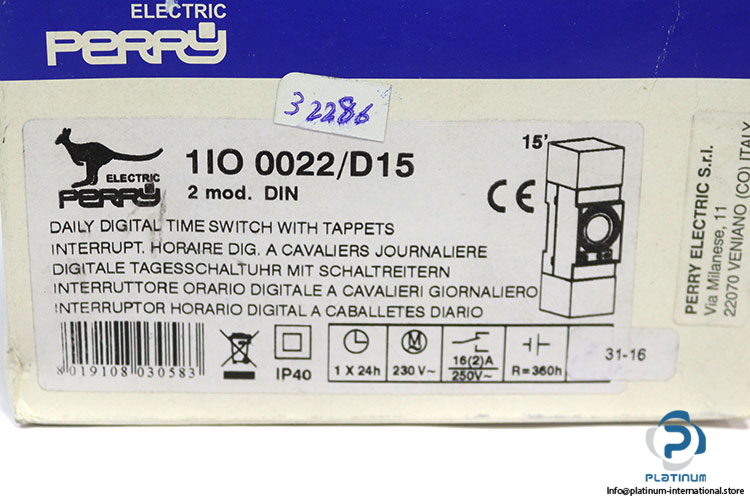 ELECTRIC
PERRY
32286
ELECTRIC
PERRY
1IO 0022/D15
2 mod. DIN
15'
CE
DAILY DIGITAL TIME SWITCH WITH TAPPETS
INTERRUPT. HORAIRE DIG. A CAVALIERS JOURNALIERE
DIGITALE TAGESSCHALTUHR MIT SCHALTREITERN
INTERRUTTORE ORARIO DIGITALE A CAVALIERI GIORNALIERO
INTERRUPTOR HORARIO DIGITAL A CABALLETES DIARIO
8 019108 030583
IP40
1 X 24h
M
230 V~
16(2)A
250V~
R=360h
31-16
PERRY ELECTRIC S.r.l.
Via Milanese, 11
22070 VENIANO (CO) ITALY
PLATINUM
Info@platinum-international.store